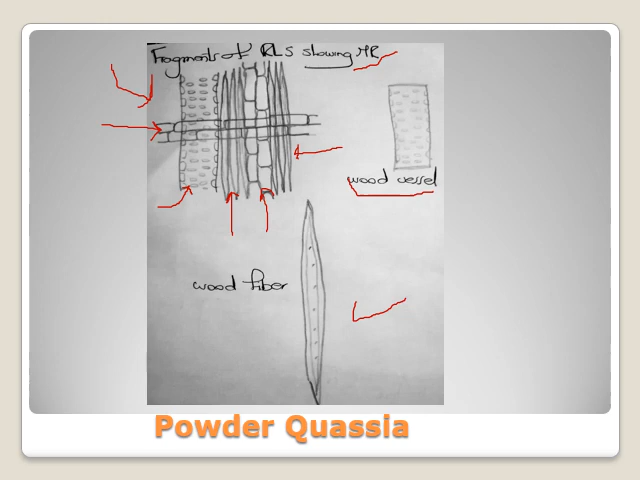 Fragments of RLS showing MR
wood vessel
wood fiber
Powder Quassia